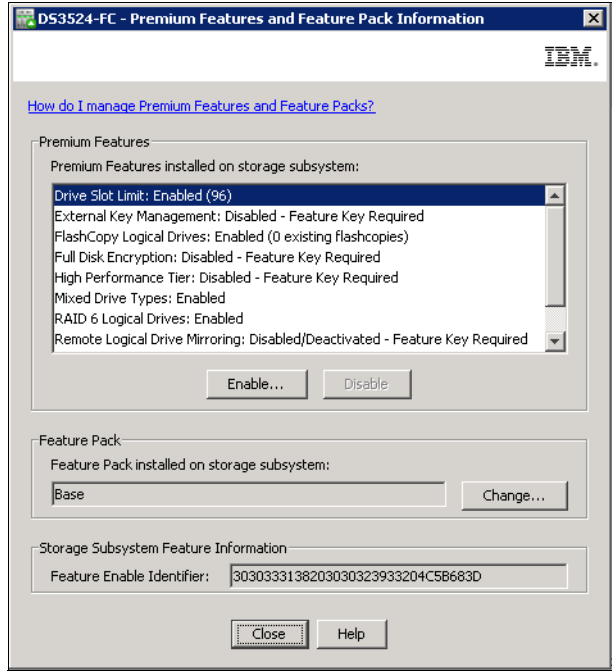 DS3524-FC - Premium Features and Feature Pack Information
IBM.
How do I manage Premium Features and Feature Packs?
Premium Features
Premium Features installed on storage subsystem:
Drive Slot Limit: Enabled (96)
External Key Management: Disabled - Feature Key Required
FlashCopy Logical Drives: Enabled (0 existing flashcopies)
Full Disk Encryption: Disabled - Feature Key Required
High Performance Tier: Disabled - Feature Key Required
Mixed Drive Types: Enabled
RAID 6 Logical Drives: Enabled
Remote Logical Drive Mirroring: Disabled/Deactivated - Feature Key Required
Enable... Disable
Feature Pack
Feature Pack installed on storage subsystem:
Base Change...
Storage Subsystem Feature Information
Feature Enable Identifier: 3030333138203030323933204C5B683D
Close Help